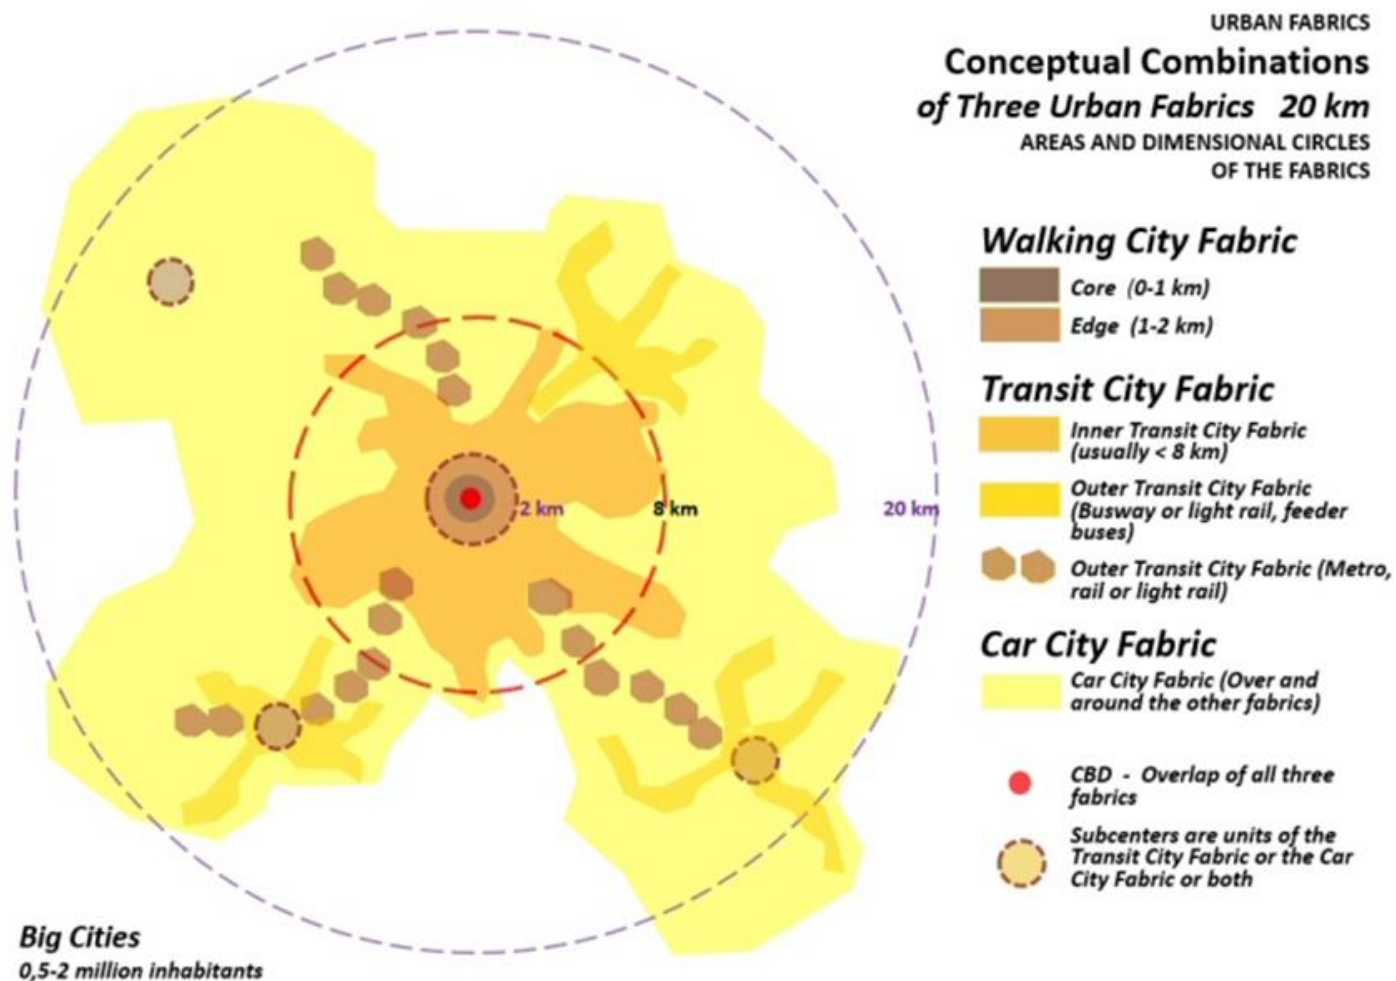 URBAN FABRICS
Conceptual Combinations
of Three Urban Fabrics 20 km
AREAS AND DIMENSIONAL CIRCLES
OF THE FABRICS
Walking City Fabric
Core (0-1 km)
Edge (1-2 km)
Transit City Fabric
Inner Transit City Fabric
(usually < 8 km)
Outer Transit City Fabric
(Busway or light rail, feeder
buses)
Outer Transit City Fabric (Metro,
rail or light rail)
Car City Fabric
Car City Fabric (Over and
around the other fabrics)
CBD - Overlap of all three
fabrics
Subcenters are units of the
Transit City Fabric or the Car
City Fabric or both
2 km
8 km
20 km
Big Cities
0,5-2 million inhabitants